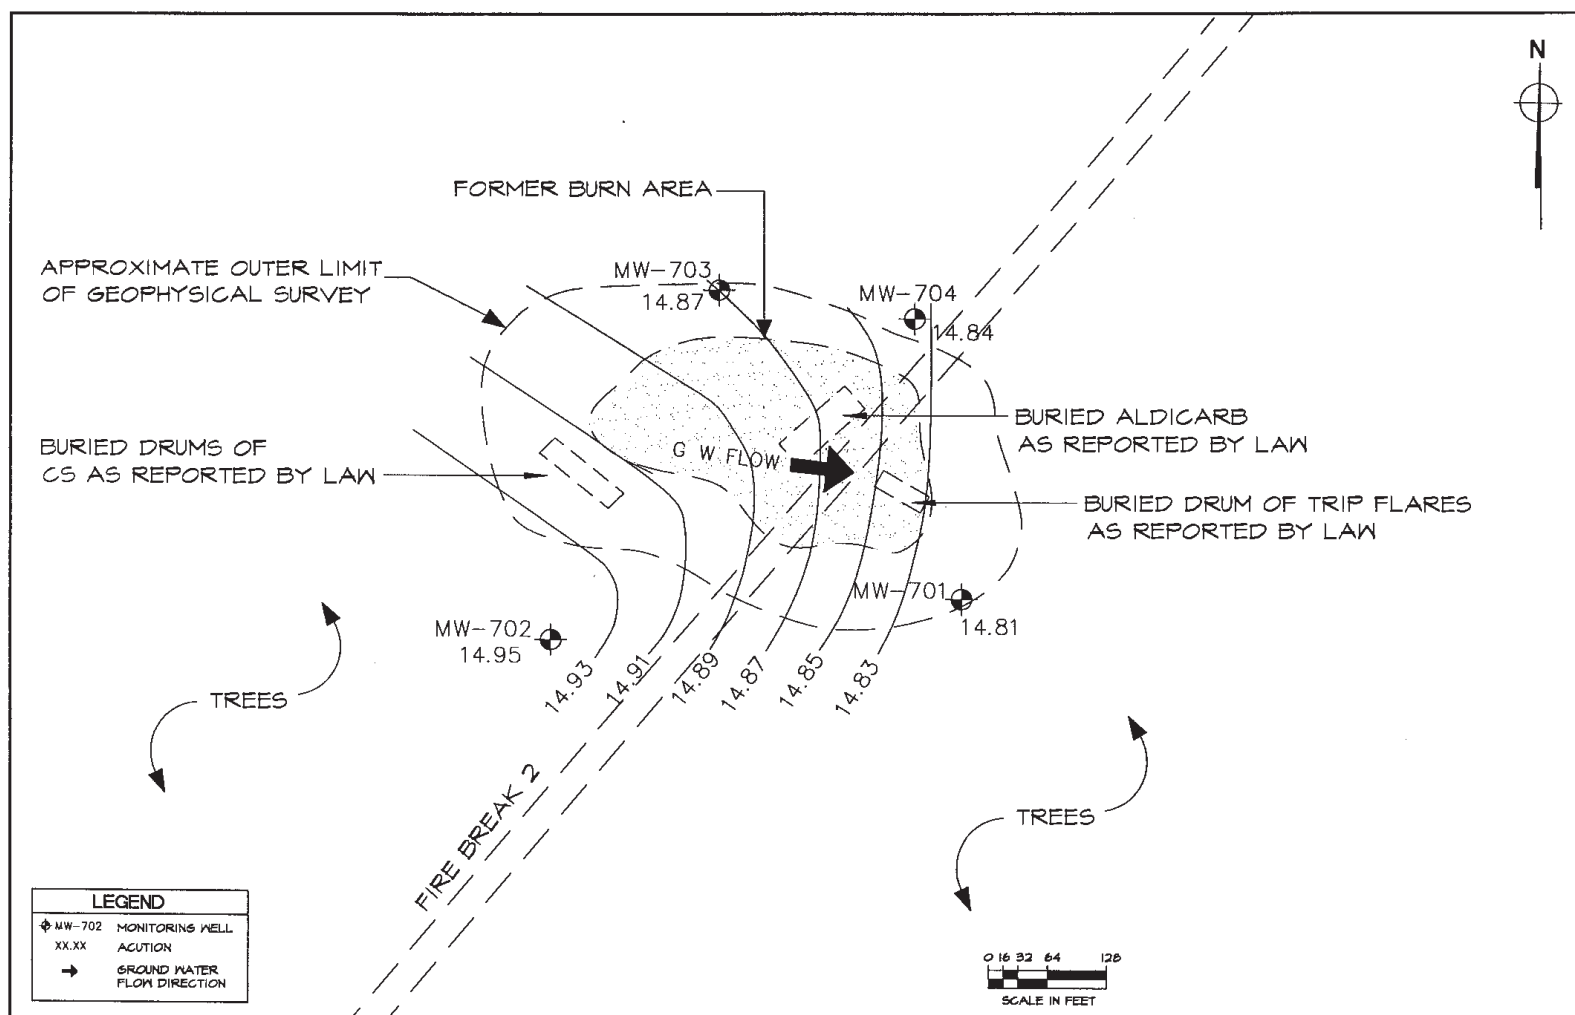 N
FORMER BURN AREA
APPROXIMATE OUTER LIMIT
OF GEOPHYSICAL SURVEY
MW-703
14.87
MW-704
14.84
BURIED DRUMS OF
CS AS REPORTED BY LAW
G W FLOW
BURIED ALDICARB
AS REPORTED BY LAW
BURIED DRUM OF TRIP FLARES
AS REPORTED BY LAW
MW-701
14.81
MW-702
14.95
14.93
14.91
14.89
14.87
14.85
14.83
TREES
TREES
FIRE BREAK 2
LEGEND
MW-702 MONITORING WELL
XX.XX ACUTION
GROUND WATER
FLOW DIRECTION
0 16 32 64 128
SCALE IN FEET